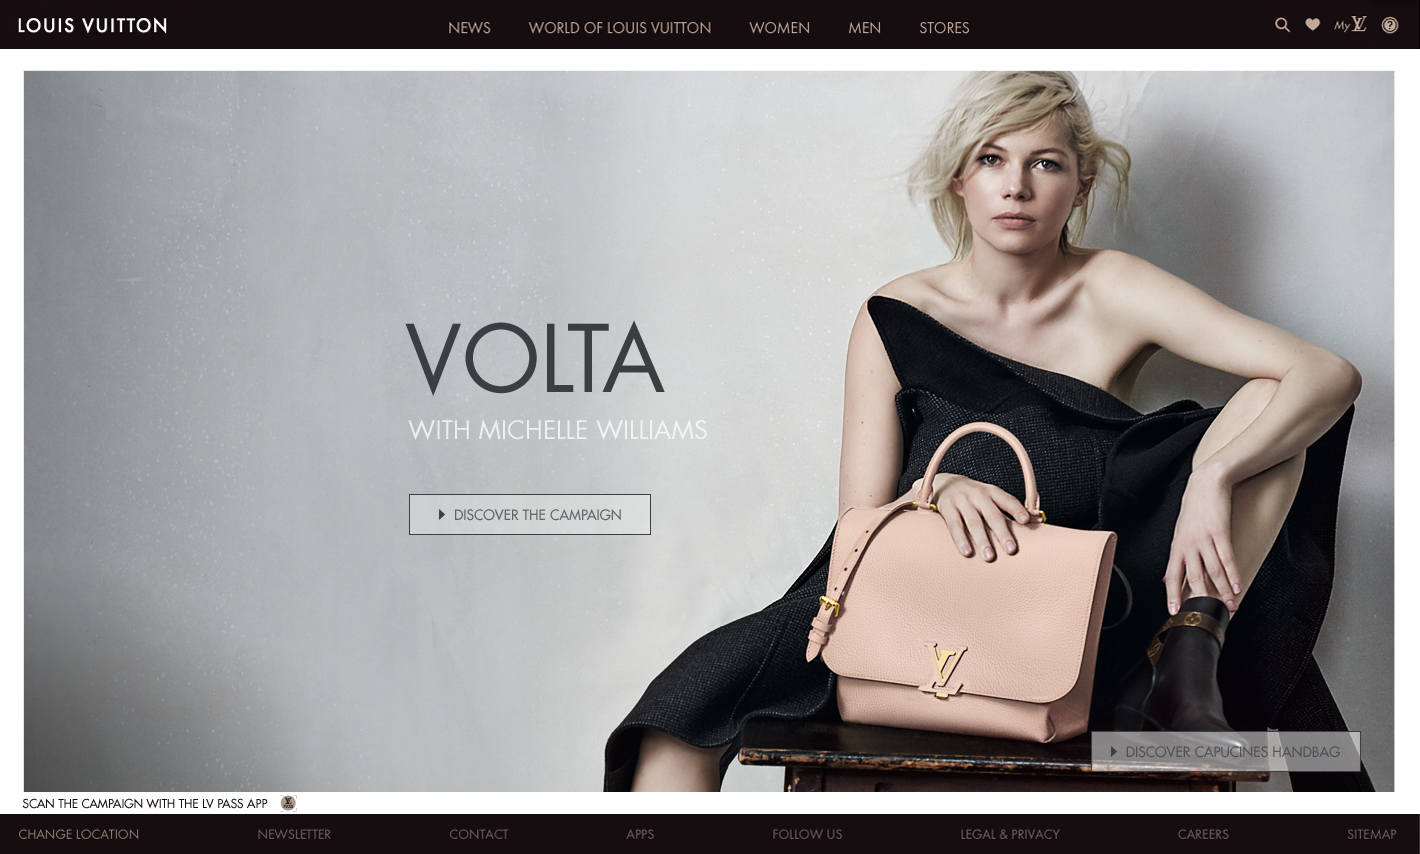 LOUIS VUITTON
NEWS
WORLD OF LOUIS VUITTON
WOMEN
MEN
STORES
My LV
?
VOLTA
WITH MICHELLE WILLIAMS
DISCOVER THE CAMPAIGN
LV
DISCOVER CAPUCINES HANDBAG
SCAN THE CAMPAIGN WITH THE LV PASS APP
CHANGE LOCATION
NEWSLETTER
CONTACT
APPS
FOLLOW US
LEGAL & PRIVACY
CAREERS
SITEMAP